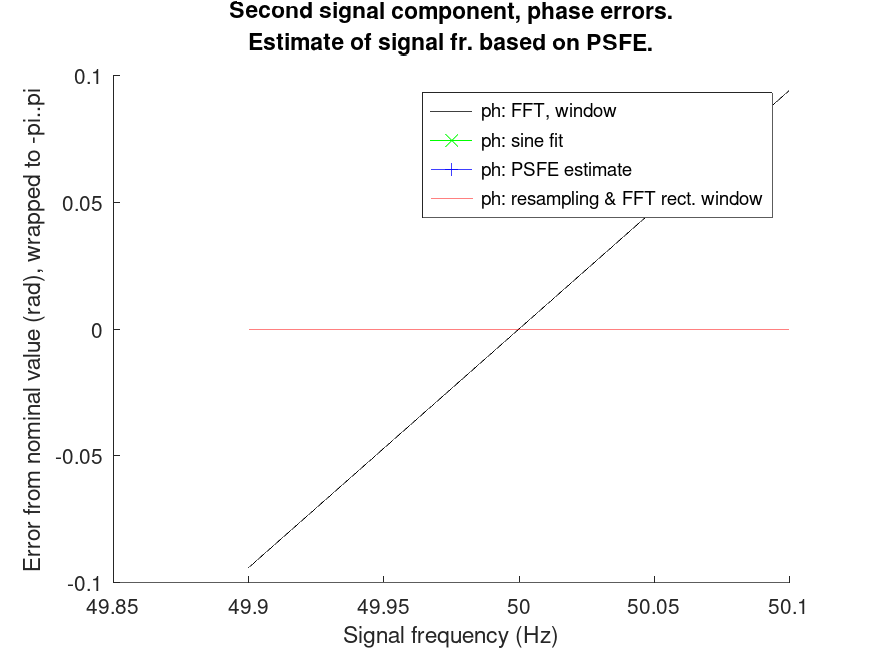 Second signal component, phase errors.
Estimate of signal fr. based on PSFE.
ph: FFT, window
ph: sine fit
ph: PSFE estimate
ph: resampling & FFT rect. window
Error from nominal value (rad), wrapped to -pi..pi
0.1
0.05
0
-0.05
-0.1
49.85
49.9
49.95
50
50.05
50.1
Signal frequency (Hz)